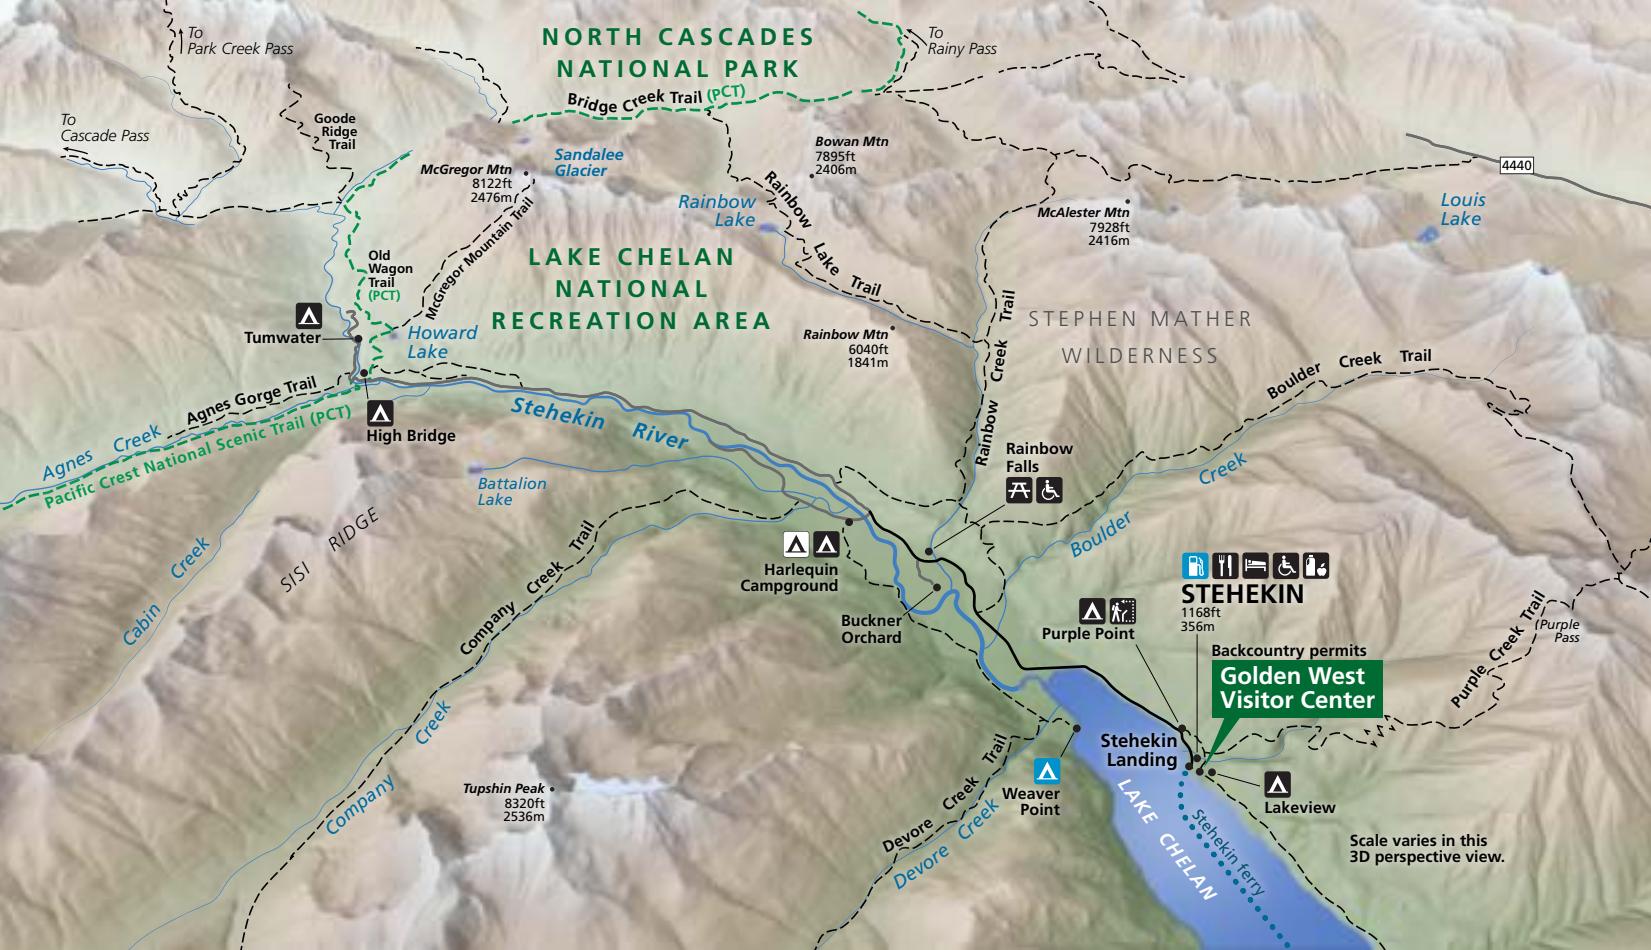 To
Park Creek Pass
NORTH CASCADES
NATIONAL PARK
To
Rainy Pass
Bridge Creek Trail (PCT)
To
Cascade Pass
Goode
Ridge
Trail
Sandalee
Glacier
McGregor Mtn
8122ft
2476m
Bowan Mtn
7895ft
2406m
4440
Rainbow
Lake
Rainbow Lake Trail
McAlester Mtn
7928ft
2416m
Louis
Lake
Old
Wagon
Trail
(PCT)
McGregor Mountain Trail
LAKE CHELAN
NATIONAL
RECREATION AREA
Tumwater
Howard
Lake
Rainbow Mtn
6040ft
1841m
Rainbow Creek Trail
STEPHEN MATHER
WILDERNESS
Boulder Creek Trail
Agnes Gorge Trail
Agnes Creek
Pacific Crest National Scenic Trail (PCT)
High Bridge
Stehekin River
Battalion
Lake
Rainbow
Falls
Boulder Creek
Cabin Creek
SISI RIDGE
Company Creek Trail
Harlequin
Campground
Buckner
Orchard
Purple Point
STEHEKIN
1168ft
356m
Backcountry permits
Golden West
Visitor Center
Purple Creek Trail
Purple
Pass
Company Creek
Tupshin Peak
8320ft
2536m
Stehekin
Landing
Weaver
Point
Devore Creek Trail
Devore Creek
LAKE CHELAN
Stehekin ferry
Lakeview
Scale varies in this
3D perspective view.